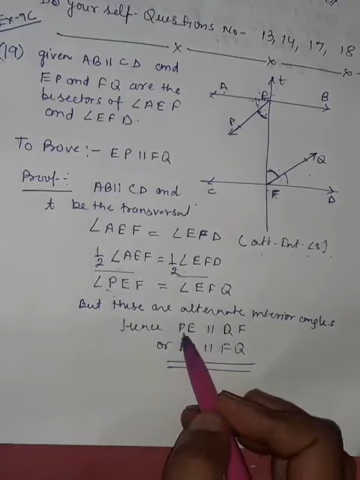 Do your self- Questions No- 13, 14, 17, 18
Ex-7C
x x x
(19) given AB || CD and
EP and FQ are the
bisectors of ∠AEF
and ∠EFD.
t
A E B
P
Q
C F D
To Prove:- EP || FQ
Proof:- AB || CD and
t be the transversal
∠AEF = ∠EFD (alt-Int ∠s)
1/2 ∠AEF = 1/2 ∠EFD
∠PEF = ∠EFQ
But these are alternate interior angles
Hence PE || QF
or || FQ